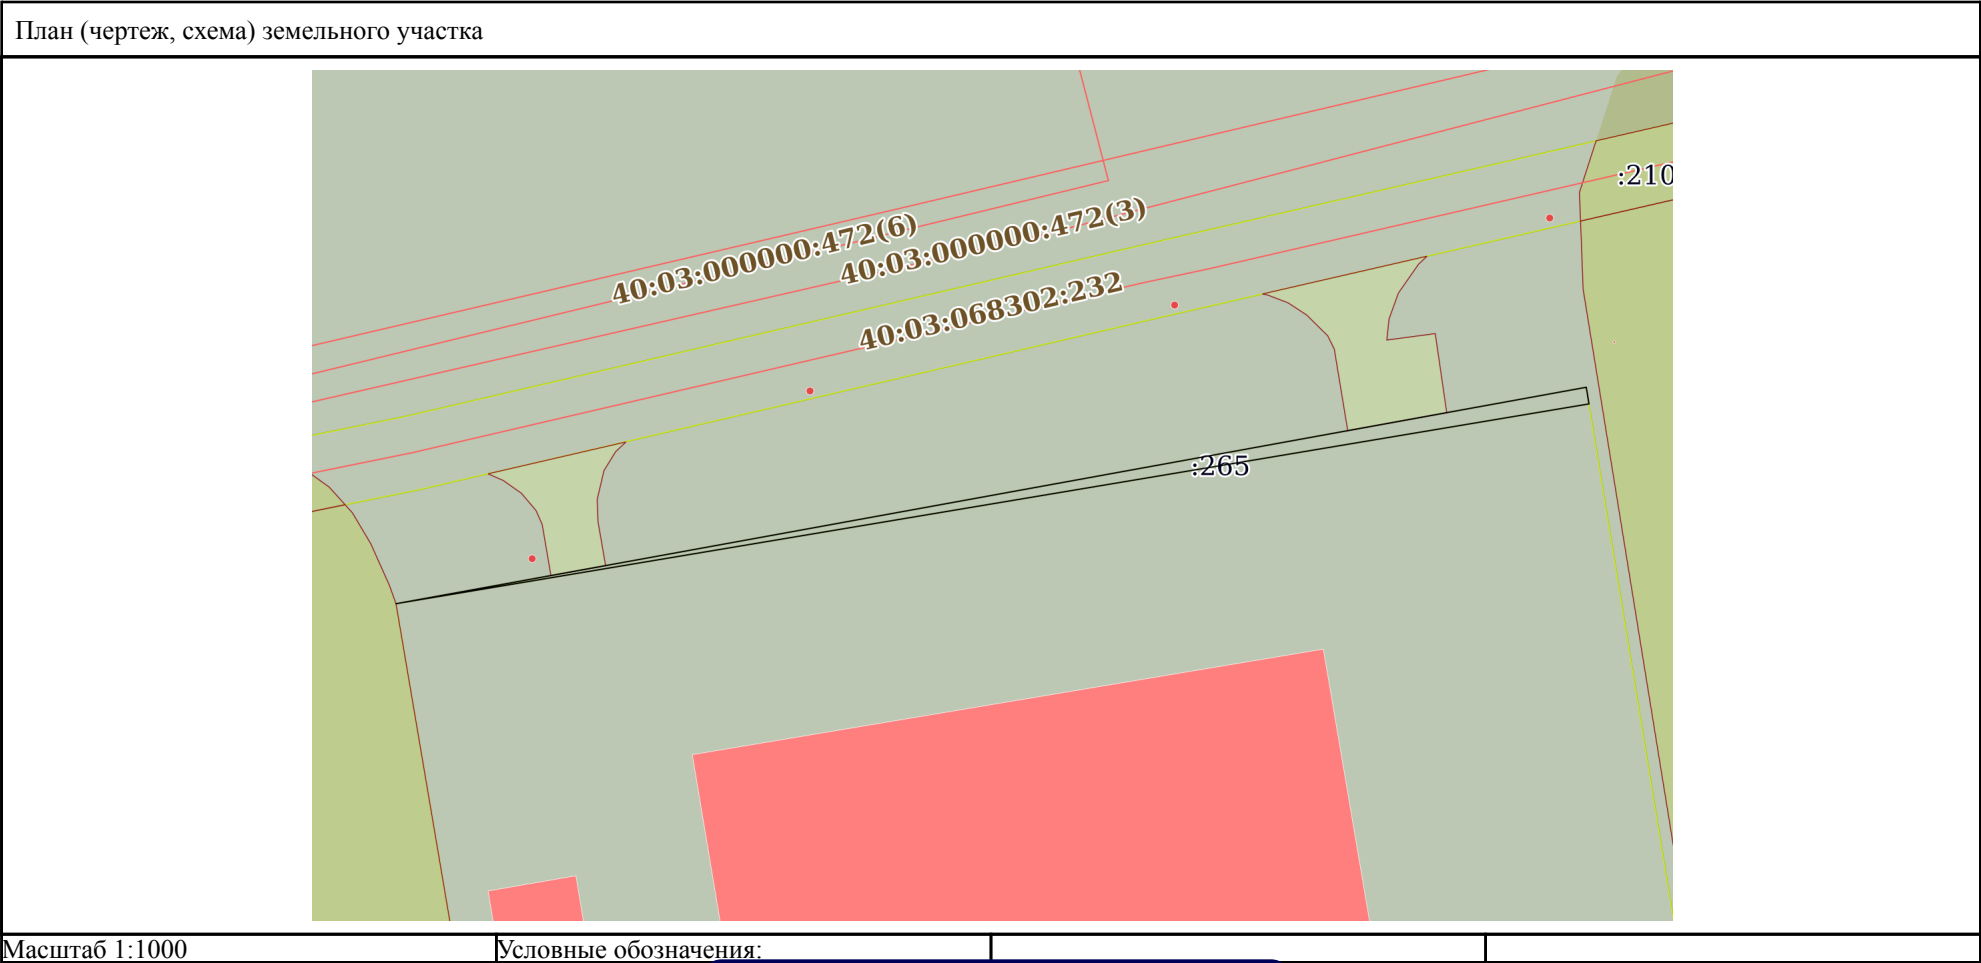 План (чертеж, схема) земельного участка
:210
40:03:000000:472(6)
40:03:000000:472(3)
40:03:068302:232
:265
Масштаб 1:1000
Условные обозначения: